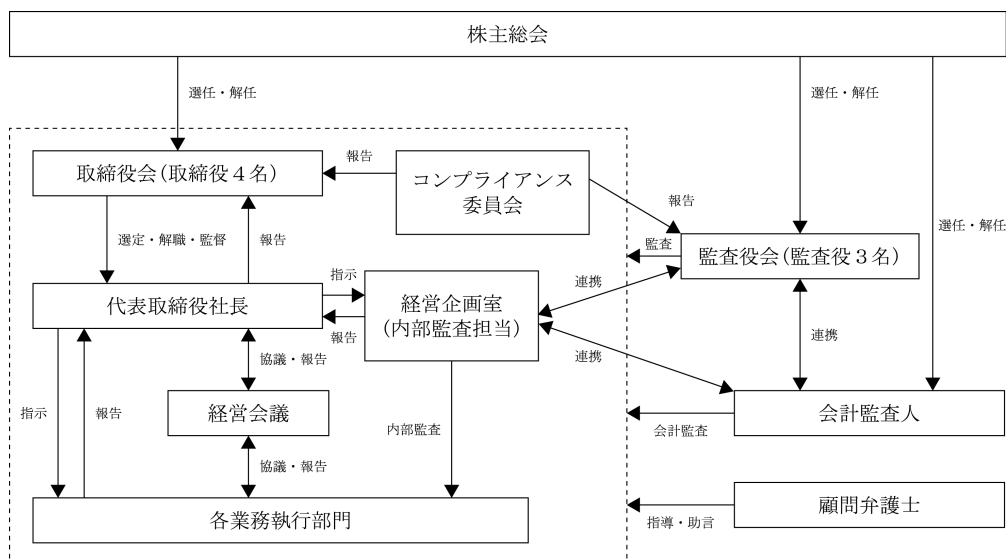 株主総会
選任・解任
選任・解任
選任・解任
取締役会(取締役4名)
報告
コンプライアンス
委員会
報告
監査
監査役会(監査役3名)
選定・解職・監督
報告
指示
連携
代表取締役社長
報告
経営企画室
(内部監査担当)
連携
連携
協議・報告
指示
報告
経営会議
内部監査
会計監査人
会計監査
協議・報告
各業務執行部門
顧問弁護士
指導・助言